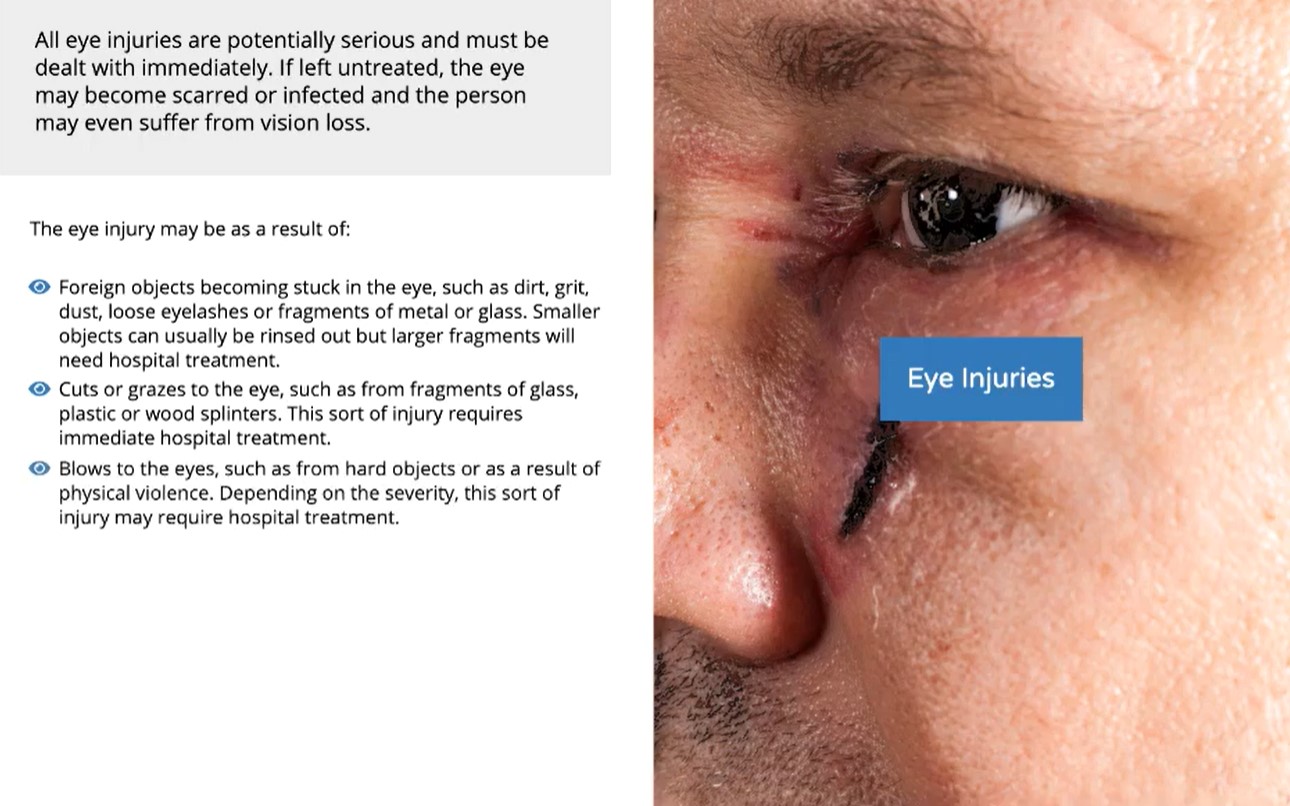 All eye injuries are potentially serious and must be
dealt with immediately. If left untreated, the eye
may become scarred or infected and the person
may even suffer from vision loss.
The eye injury may be as a result of:
Foreign objects becoming stuck in the eye, such as dirt, grit,
dust, loose eyelashes or fragments of metal or glass. Smaller
objects can usually be rinsed out but larger fragments will
need hospital treatment.
Cuts or grazes to the eye, such as from fragments of glass,
plastic or wood splinters. This sort of injury requires
immediate hospital treatment.
Blows to the eyes, such as from hard objects or as a result of
physical violence. Depending on the severity, this sort of
injury may require hospital treatment.
Eye Injuries